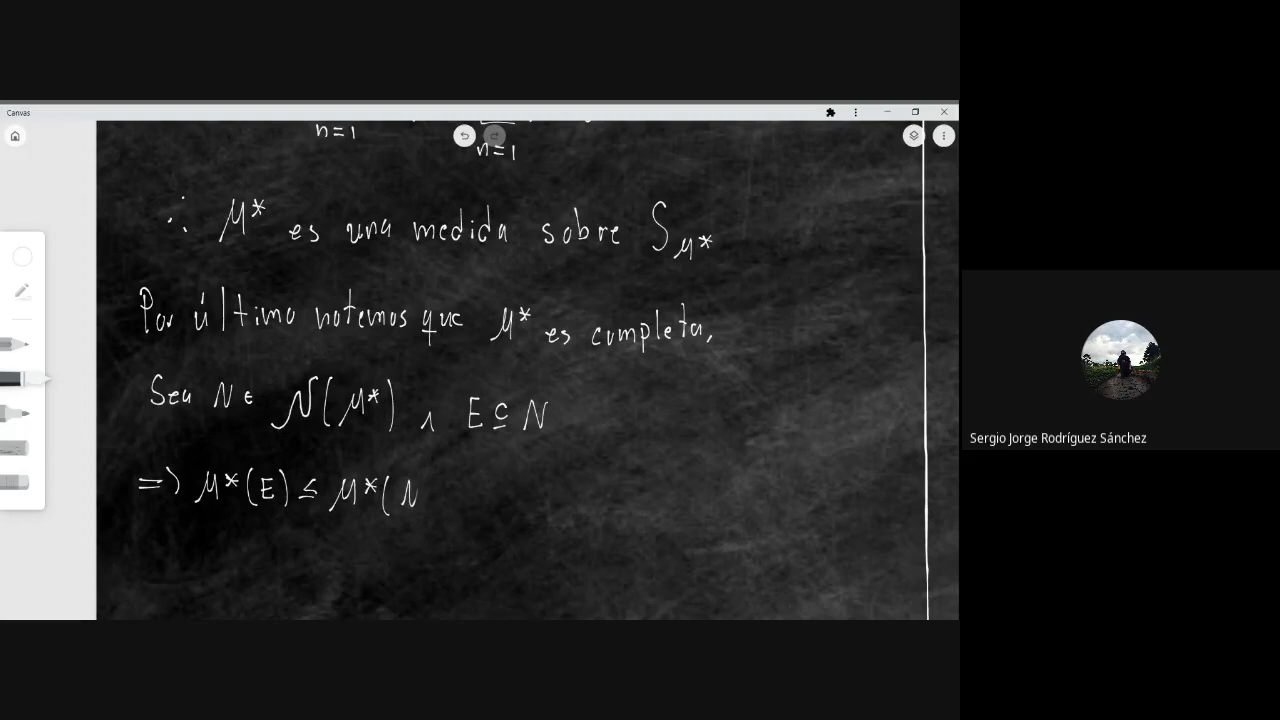 Canvas
n=1
n=1
∴ μ* es una medida sobre S_μ*
Por último notemos que μ* es completa.
Sea N ∈ 𝒩(μ*) ∧ E ⊆ N
=> μ*(E) ≤ μ*(N
Sergio Jorge Rodríguez Sánchez